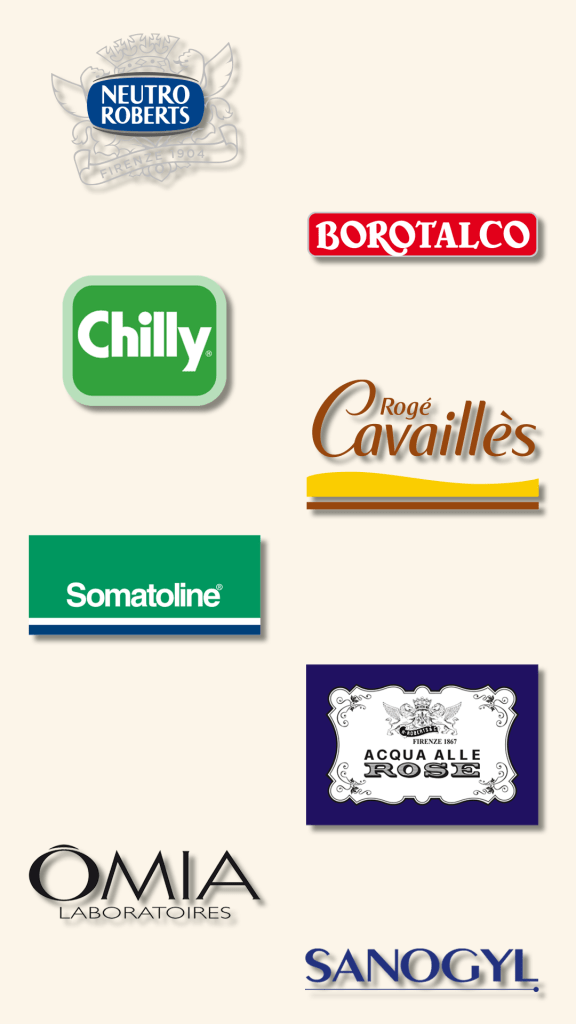 NEUTRO
ROBERTS
FIRENZE 1904
BOROTALCO
Chilly®
Rogé
Cavaillès
Somatoline®
H. ROBERTS & C.
FIRENZE 1867
ACQUA ALLE
ROSE
ÔMIA
LABORATOIRES
SANOGYL